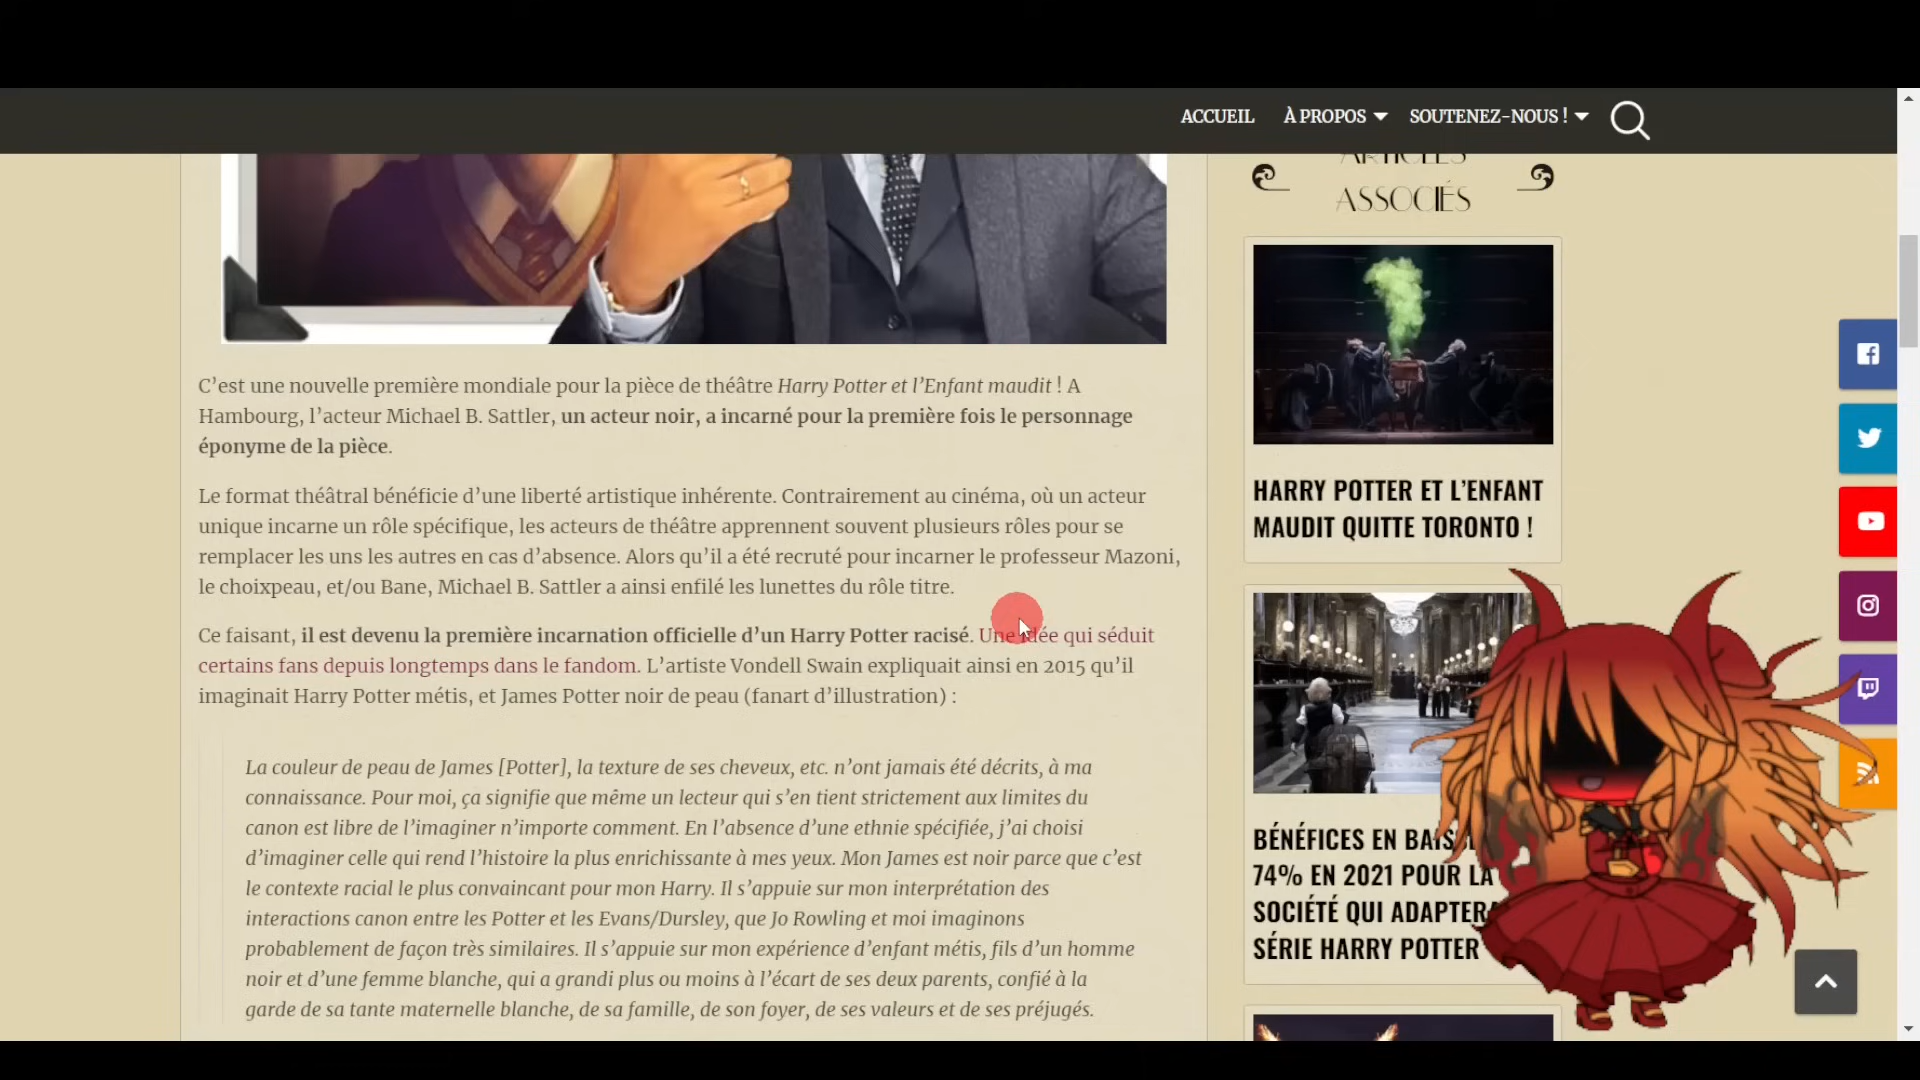 ACCUEIL À PROPOS SOUTENEZ-NOUS !
ARTICLES
ASSOCIÉS
C’est une nouvelle première mondiale pour la pièce de théâtre Harry Potter et l’Enfant maudit ! A
Hambourg, l’acteur Michael B. Sattler, un acteur noir, a incarné pour la première fois le personnage
éponyme de la pièce.
Le format théâtral bénéficie d’une liberté artistique inhérente. Contrairement au cinéma, où un acteur
unique incarne un rôle spécifique, les acteurs de théâtre apprennent souvent plusieurs rôles pour se
remplacer les uns les autres en cas d’absence. Alors qu’il a été recruté pour incarner le professeur Mazoni,
le choixpeau, et/ou Bane, Michael B. Sattler a ainsi enfilé les lunettes du rôle titre.
Ce faisant, il est devenu la première incarnation officielle d’un Harry Potter racisé. Une idée qui séduit
certains fans depuis longtemps dans le fandom. L’artiste Vondell Swain expliquait ainsi en 2015 qu’il
imaginait Harry Potter métis, et James Potter noir de peau (fanart d’illustration) :
La couleur de peau de James [Potter], la texture de ses cheveux, etc. n’ont jamais été décrits, à ma
connaissance. Pour moi, ça signifie que même un lecteur qui s’en tient strictement aux limites du
canon est libre de l’imaginer n’importe comment. En l’absence d’une ethnie spécifiée, j’ai choisi
d’imaginer celle qui rend l’histoire la plus enrichissante à mes yeux. Mon James est noir parce que c’est
le contexte racial le plus convaincant pour mon Harry. Il s’appuie sur mon interprétation des
interactions canon entre les Potter et les Evans/Dursley, que Jo Rowling et moi imaginons
probablement de façon très similaires. Il s’appuie sur mon expérience d’enfant métis, fils d’un homme
noir et d’une femme blanche, qui a grandi plus ou moins à l’écart de ses deux parents, confié à la
garde de sa tante maternelle blanche, de sa famille, de son foyer, de ses valeurs et de ses préjugés.
HARRY POTTER ET L’ENFANT
MAUDIT QUITTE TORONTO !
BÉNÉFICES EN
74% EN 2021 POUR LA
SOCIÉTÉ QUI
SÉRIE HARRY POTTER